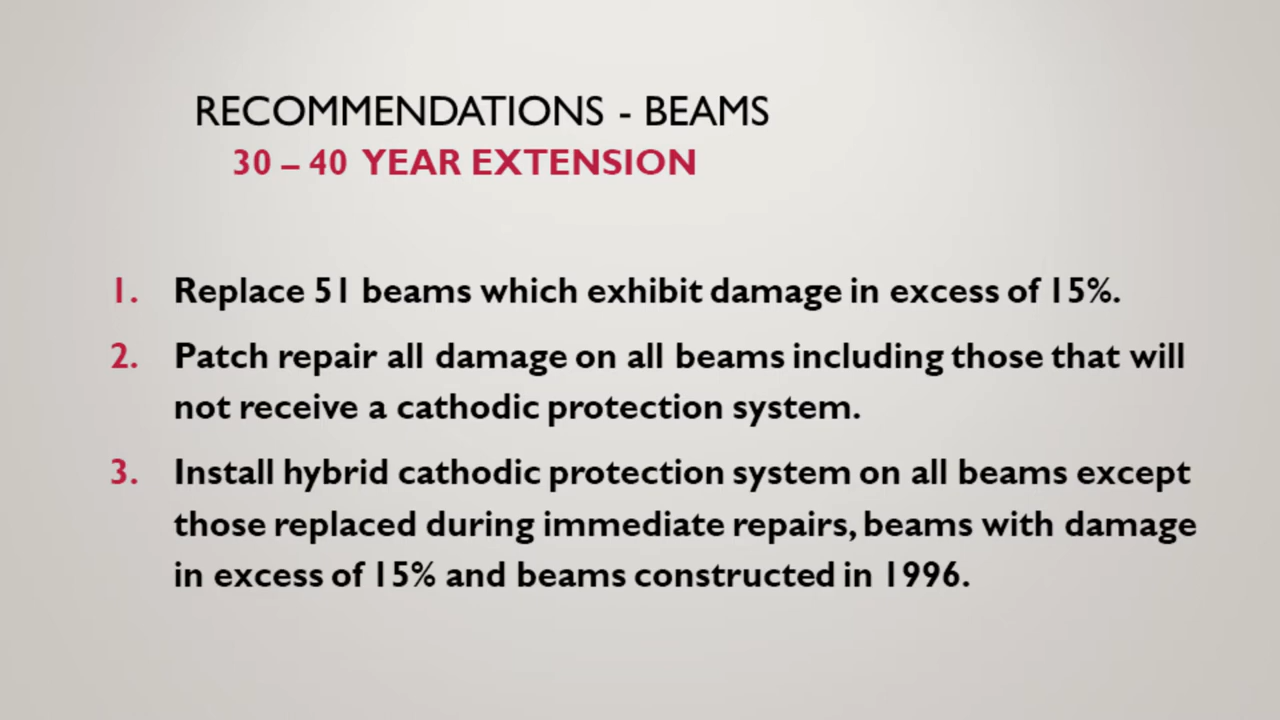 RECOMMENDATIONS - BEAMS
30 – 40 YEAR EXTENSION
1. Replace 51 beams which exhibit damage in excess of 15%.
2. Patch repair all damage on all beams including those that will
not receive a cathodic protection system.
3. Install hybrid cathodic protection system on all beams except
those replaced during immediate repairs, beams with damage
in excess of 15% and beams constructed in 1996.